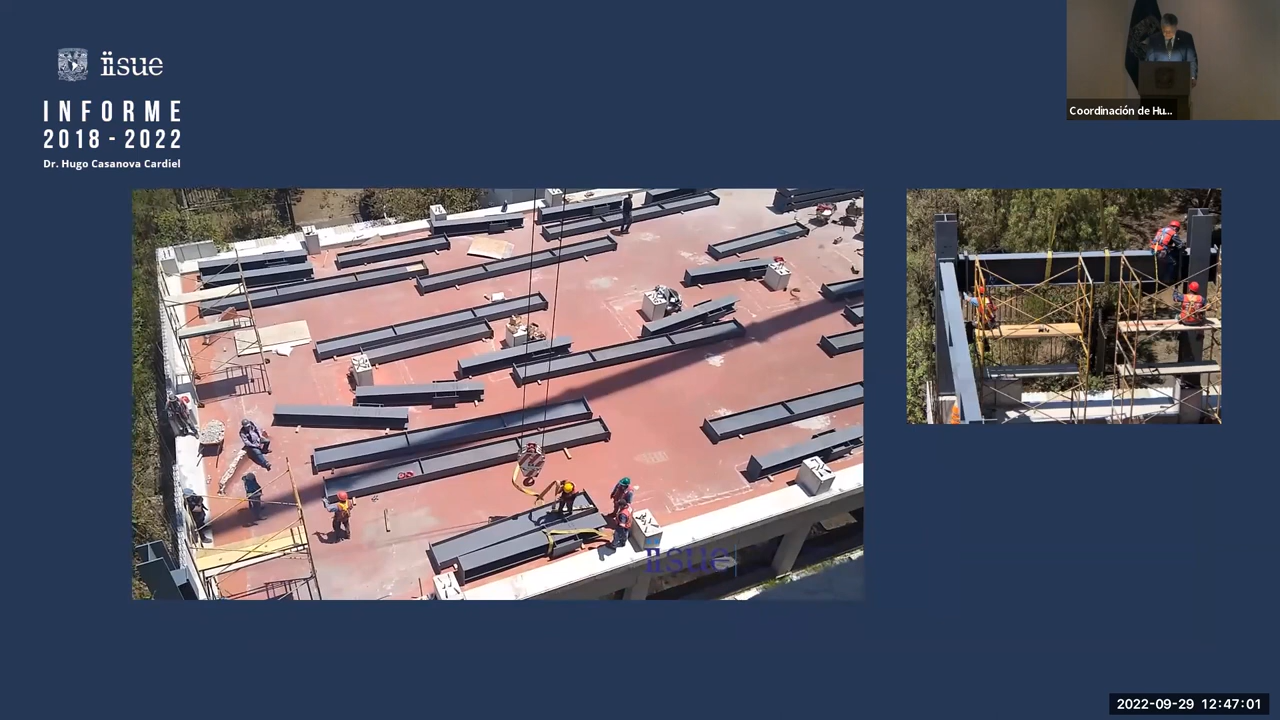 iisue
INFORME
2018-2022
Dr. Hugo Casanova Cardiel
Coordinación de Hu...
iisue
2022-09-29 12:47:01